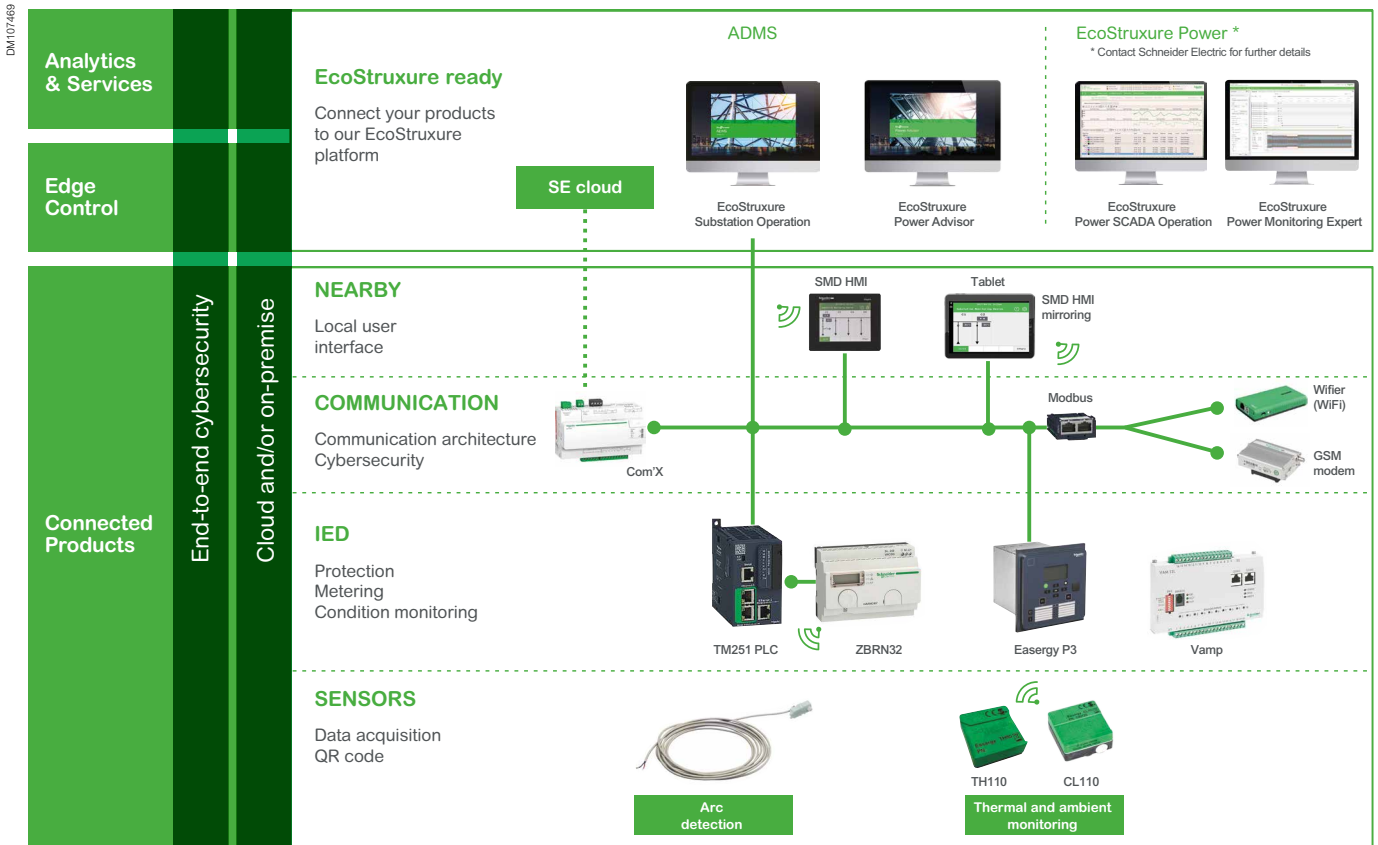 DM107469
Analytics
& Services
Edge
Control
Connected
Products
End-to-end cybersecurity
Cloud and/or on-premise
EcoStruxure ready
Connect your products
to our EcoStruxure
platform
SE cloud
ADMS
EcoStruxure
Substation Operation
EcoStruxure
Power Advisor
EcoStruxure Power *
* Contact Schneider Electric for further details
EcoStruxure
Power SCADA Operation
EcoStruxure
Power Monitoring Expert
NEARBY
Local user
interface
SMD HMI
Tablet
SMD HMI
mirroring
COMMUNICATION
Communication architecture
Cybersecurity
Com'X
Modbus
Wifier
(WiFi)
GSM
modem
IED
Protection
Metering
Condition monitoring
TM251 PLC
ZBRN32
Easergy P3
Vamp
SENSORS
Data acquisition
QR code
Arc
detection
TH110
CL110
Thermal and ambient
monitoring